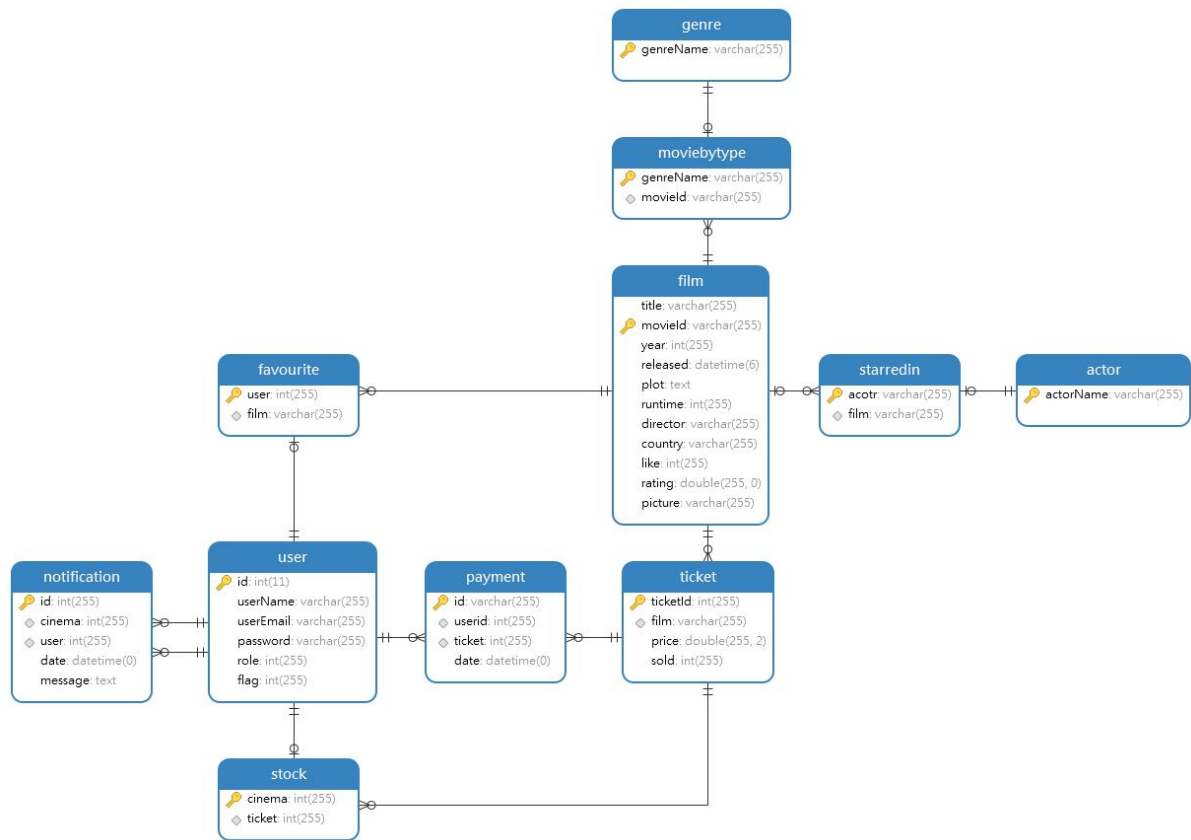 genre
genreName: varchar(255)
moviebytype
genreName: varchar(255)
movieId: varchar(255)
film
title: varchar(255)
movieId: varchar(255)
year: int(255)
released: datetime(6)
plot: text
runtime: int(255)
director: varchar(255)
country: varchar(255)
like: int(255)
rating: double(255, 0)
picture: varchar(255)
favourite
user: int(255)
film: varchar(255)
starredin
acotr: varchar(255)
film: varchar(255)
actor
actorName: varchar(255)
notification
id: int(255)
cinema: int(255)
user: int(255)
date: datetime(0)
message: text
user
id: int(11)
userName: varchar(255)
userEmail: varchar(255)
password: varchar(255)
role: int(255)
flag: int(255)
payment
id: varchar(255)
userid: int(255)
ticket: int(255)
date: datetime(0)
ticket
ticketId: int(255)
film: varchar(255)
price: double(255, 2)
sold: int(255)
stock
cinema: int(255)
ticket: int(255)